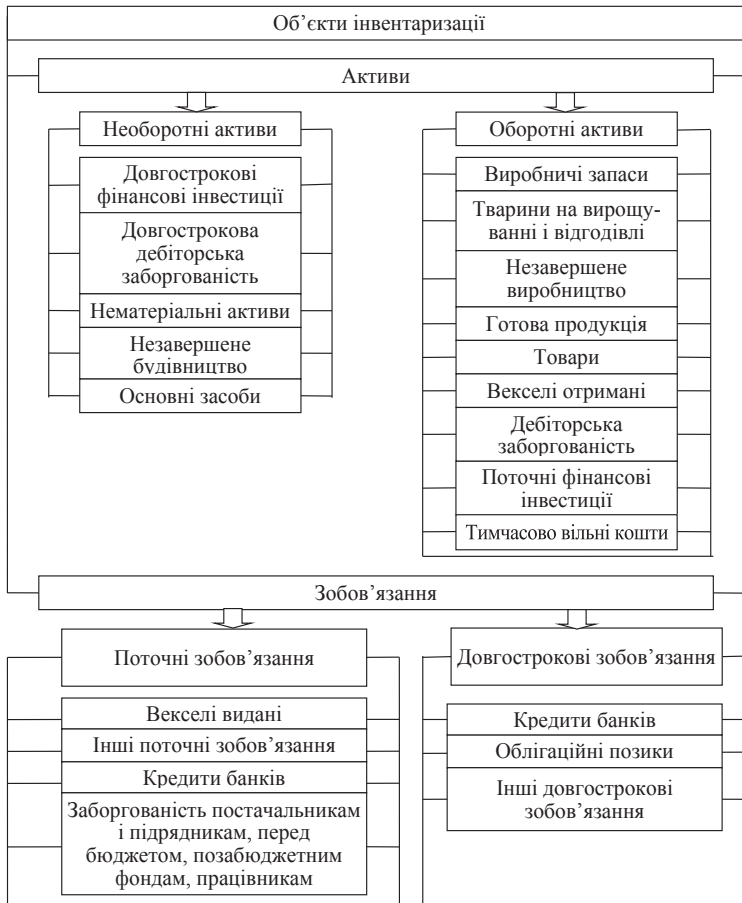 Об’єкти інвентаризації
Активи
Необоротні активи
Довгострокові
фінансові інвестиції
Довгострокова
дебіторська
заборгованість
Нематеріальні активи
Незавершене
будівництво
Основні засоби
Оборотні активи
Виробничі запаси
Тварини на вирощу-
ванні і відгодівлі
Незавершене
виробництво
Готова продукція
Товари
Векселі отримані
Дебіторська
заборгованість
Поточні фінансові
інвестиції
Тимчасово вільні кошти
Зобов’язання
Поточні зобов’язання
Векселі видані
Інші поточні зобов’язання
Кредити банків
Заборгованість постачальникам
і підрядникам, перед
бюджетом, позабюджетним
фондам, працівникам
Довгострокові зобов’язання
Кредити банків
Облігаційні позики
Інші довгострокові
зобов’язання